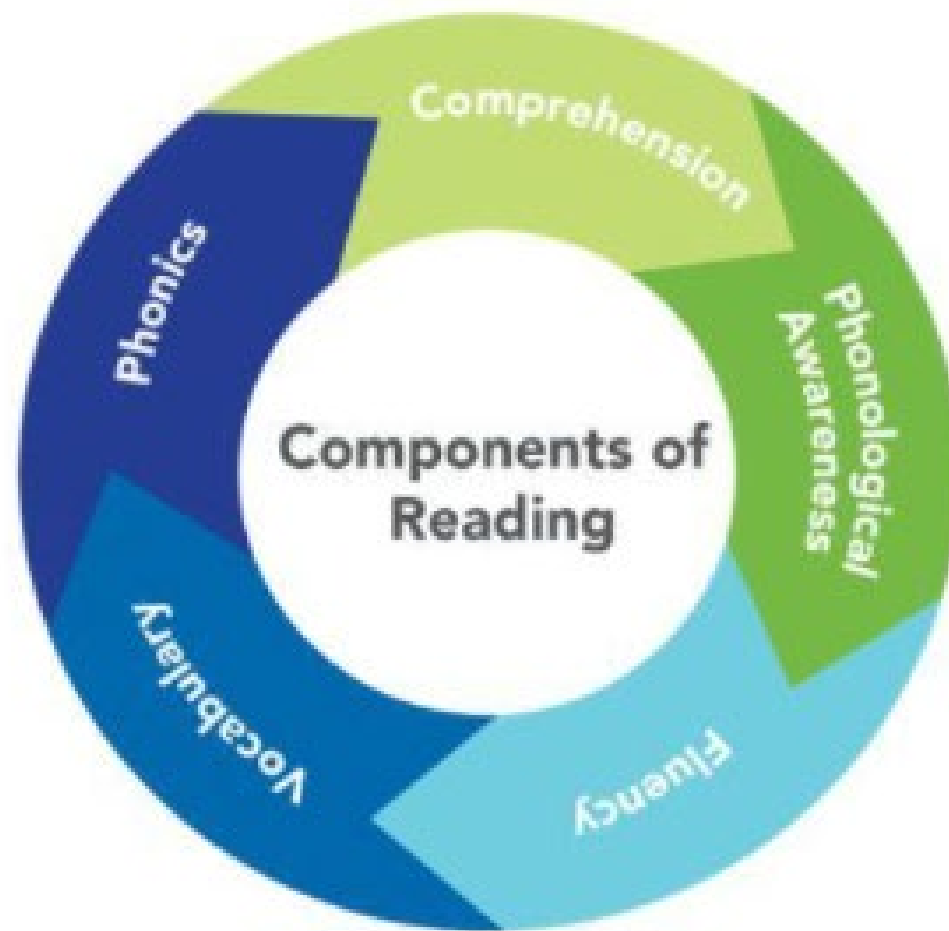 Comprehension
Phonological
Awareness
Fluency
Vocabulary
Phonics
Components of
Reading